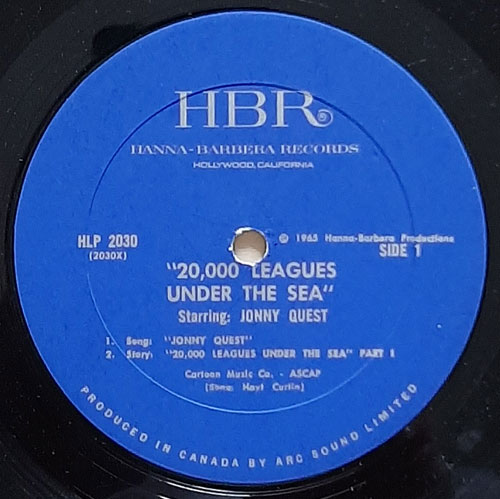 HBR
HANNA-BARBERA RECORDS
HOLLYWOOD, CALIFORNIA
HLP 2030
(2030X)
© 1965 Hanna-Barbera Productions
SIDE 1
"20,000 LEAGUES
UNDER THE SEA"
Starring: JONNY QUEST
1. Song: "JONNY QUEST"
2. Story: "20,000 LEAGUES UNDER THE SEA" PART 1
Cartoon Music Co. - ASCAP
Hoyt Curtin)
PRODUCED IN CANADA BY ARC SOUND LIMITED